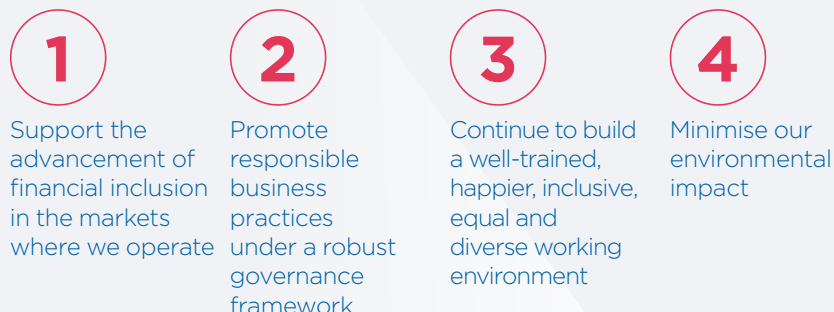 1
Support the
advancement of
financial inclusion
in the markets
where we operate
2
Promote
responsible
business
practices
under a robust
governance
framework
3
Continue to build
a well-trained,
happier, inclusive,
equal and
diverse working
environment
4
Minimise our
environmental
impact